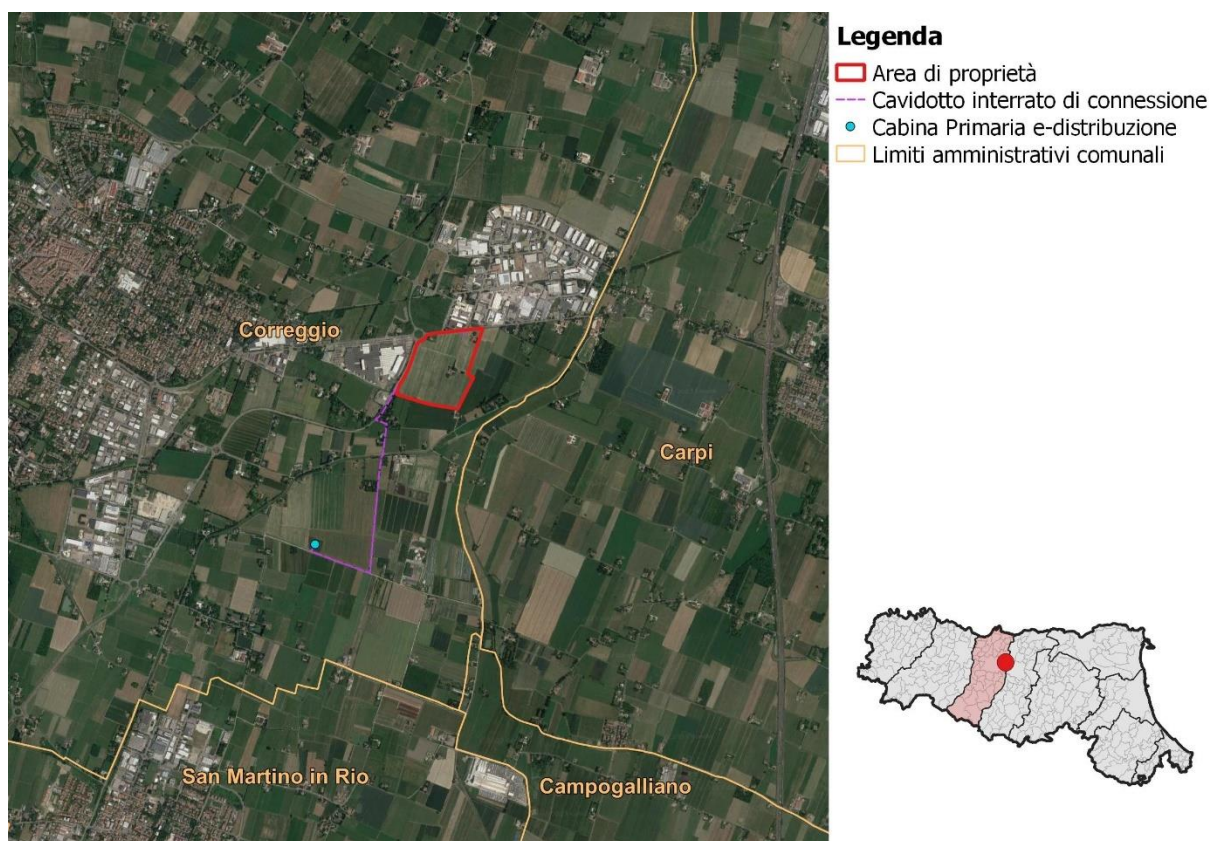 Legenda
Area di proprietà
Cavidotto interrato di connessione
Cabina Primaria e-distribuzione
Limiti amministrativi comunali
Correggio
Carpi
San Martino in Rio
Campogalliano